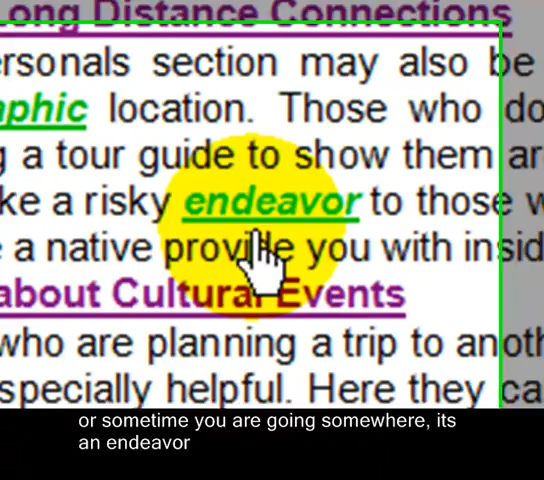 ong Distance Connections
ersonals section may also be
aphic location. Those who do
g a tour guide to show them ar
ke a risky endeavor to those w
e a native provide you with insid
about Cultural Events
who are planning a trip to anoth
specially helpful. Here they ca
or sometime you are going somewhere, its
an endeavor